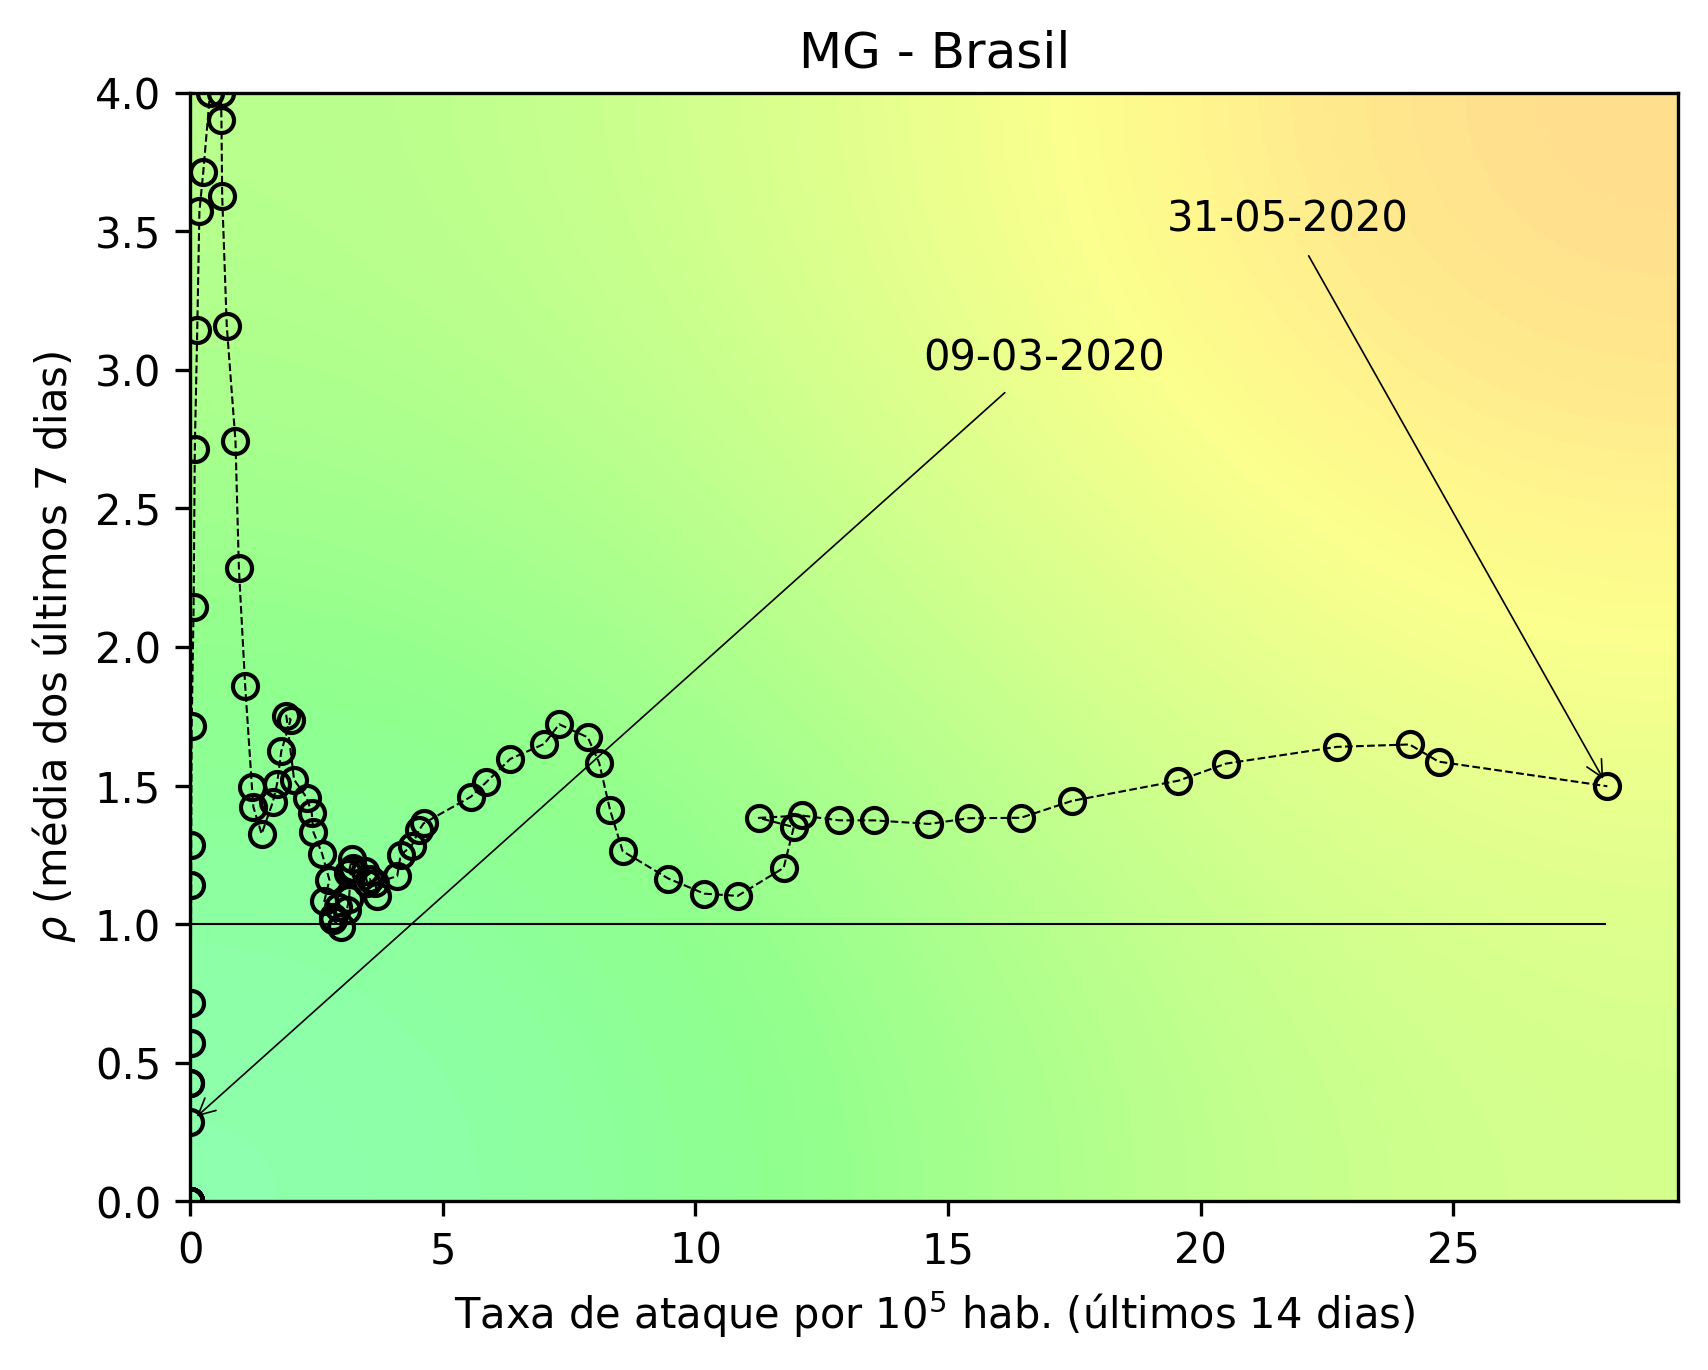 MG - Brasil
4.0
3.5
3.0
2.5
2.0
1.5
1.0
0.5
0.0
ρ (média dos últimos 7 dias)
31-05-2020
09-03-2020
0 5 10 15 20 25
Taxa de ataque por 10⁵ hab. (últimos 14 dias)